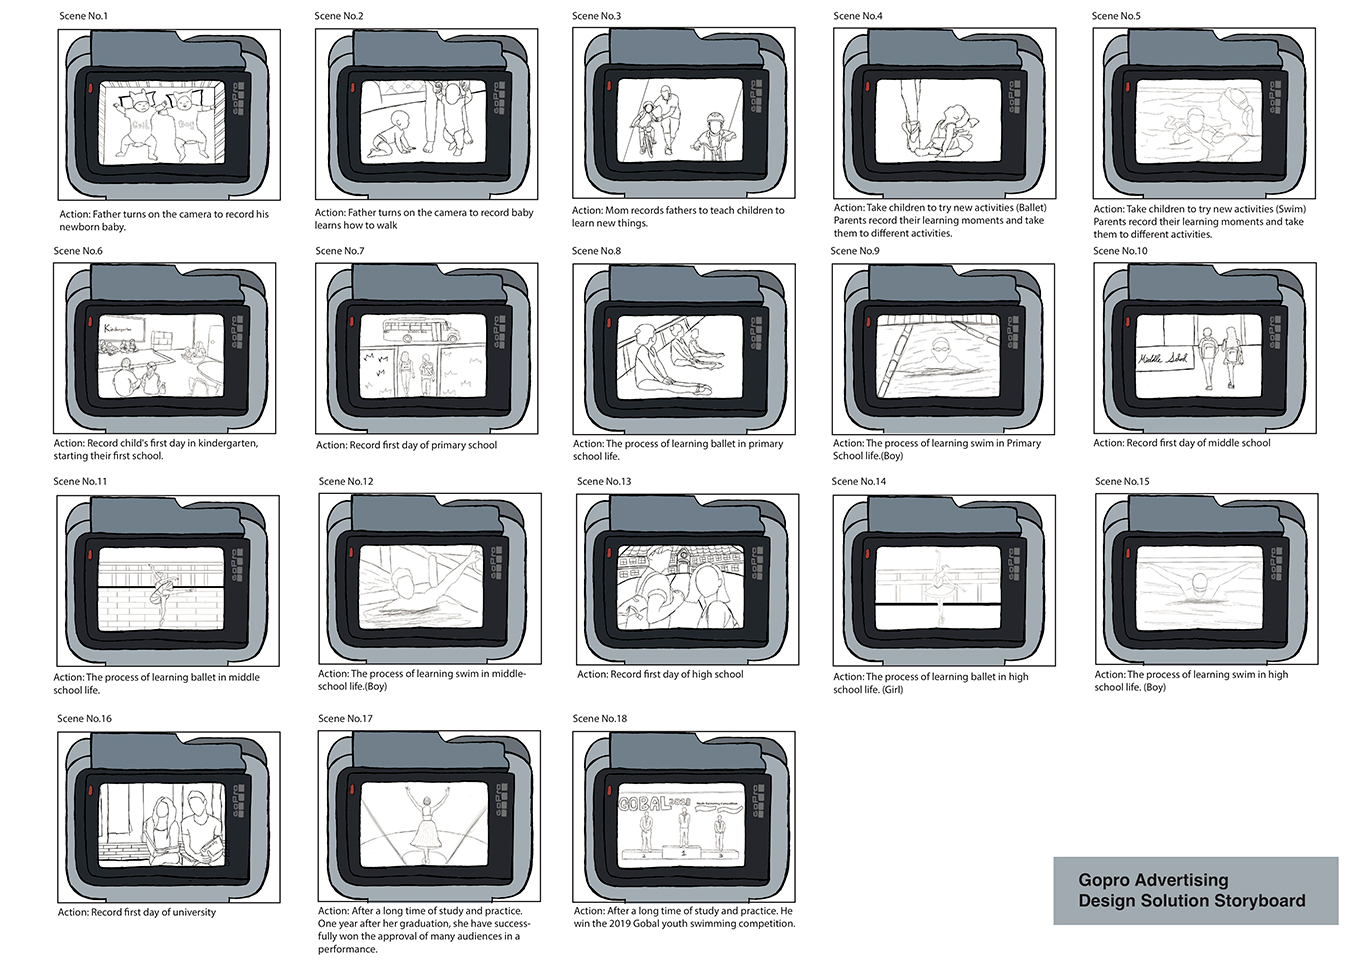 Scene No.1
GoPro
Girl
Boy
Action: Father turns on the camera to record his
newborn baby.
Scene No.2
GoPro
Action: Father turns on the camera to record baby
learns how to walk
Scene No.3
GoPro
Action: Mom records fathers to teach children to
learn new things.
Scene No.4
GoPro
Action: Take children to try new activities (Ballet)
Parents record their learning moments and take
them to different activities.
Scene No.5
GoPro
Action: Take children to try new activities (Swim)
Parents record their learning moments and take
them to different activities.
Scene No.6
Kindergarten
GoPro
Action: Record child's first day in kindergarten,
starting their first school.
Scene No.7
GoPro
Action: Record first day of primary school
Scene No.8
GoPro
Action: The process of learning ballet in primary
school life.
Scene No.9
GoPro
Action: The process of learning swim in Primary
School life.(Boy)
Scene No.10
Middle School
GoPro
Action: Record first day of middle school
Scene No.11
GoPro
Action: The process of learning ballet in middle
school life.
Scene No.12
GoPro
Action: The process of learning swim in middle-
school life.(Boy)
Scene No.13
GoPro
Action: Record first day of high school
Scene No.14
GoPro
Action: The process of learning ballet in high
school life. (Girl)
Scene No.15
GoPro
Action: The process of learning swim in high
school life. (Boy)
Scene No.16
GoPro
Action: Record first day of university
Scene No.17
GoPro
Action: After a long time of study and practice.
One year after her graduation, she have success-
fully won the approval of many audiences in a
performance.
Scene No.18
GOBAL
Youth Swimming Competition
GoPro
2 1 3
Action: After a long time of study and practice. He
win the 2019 Gobal youth swimming competition.
Gopro Advertising
Design Solution Storyboard